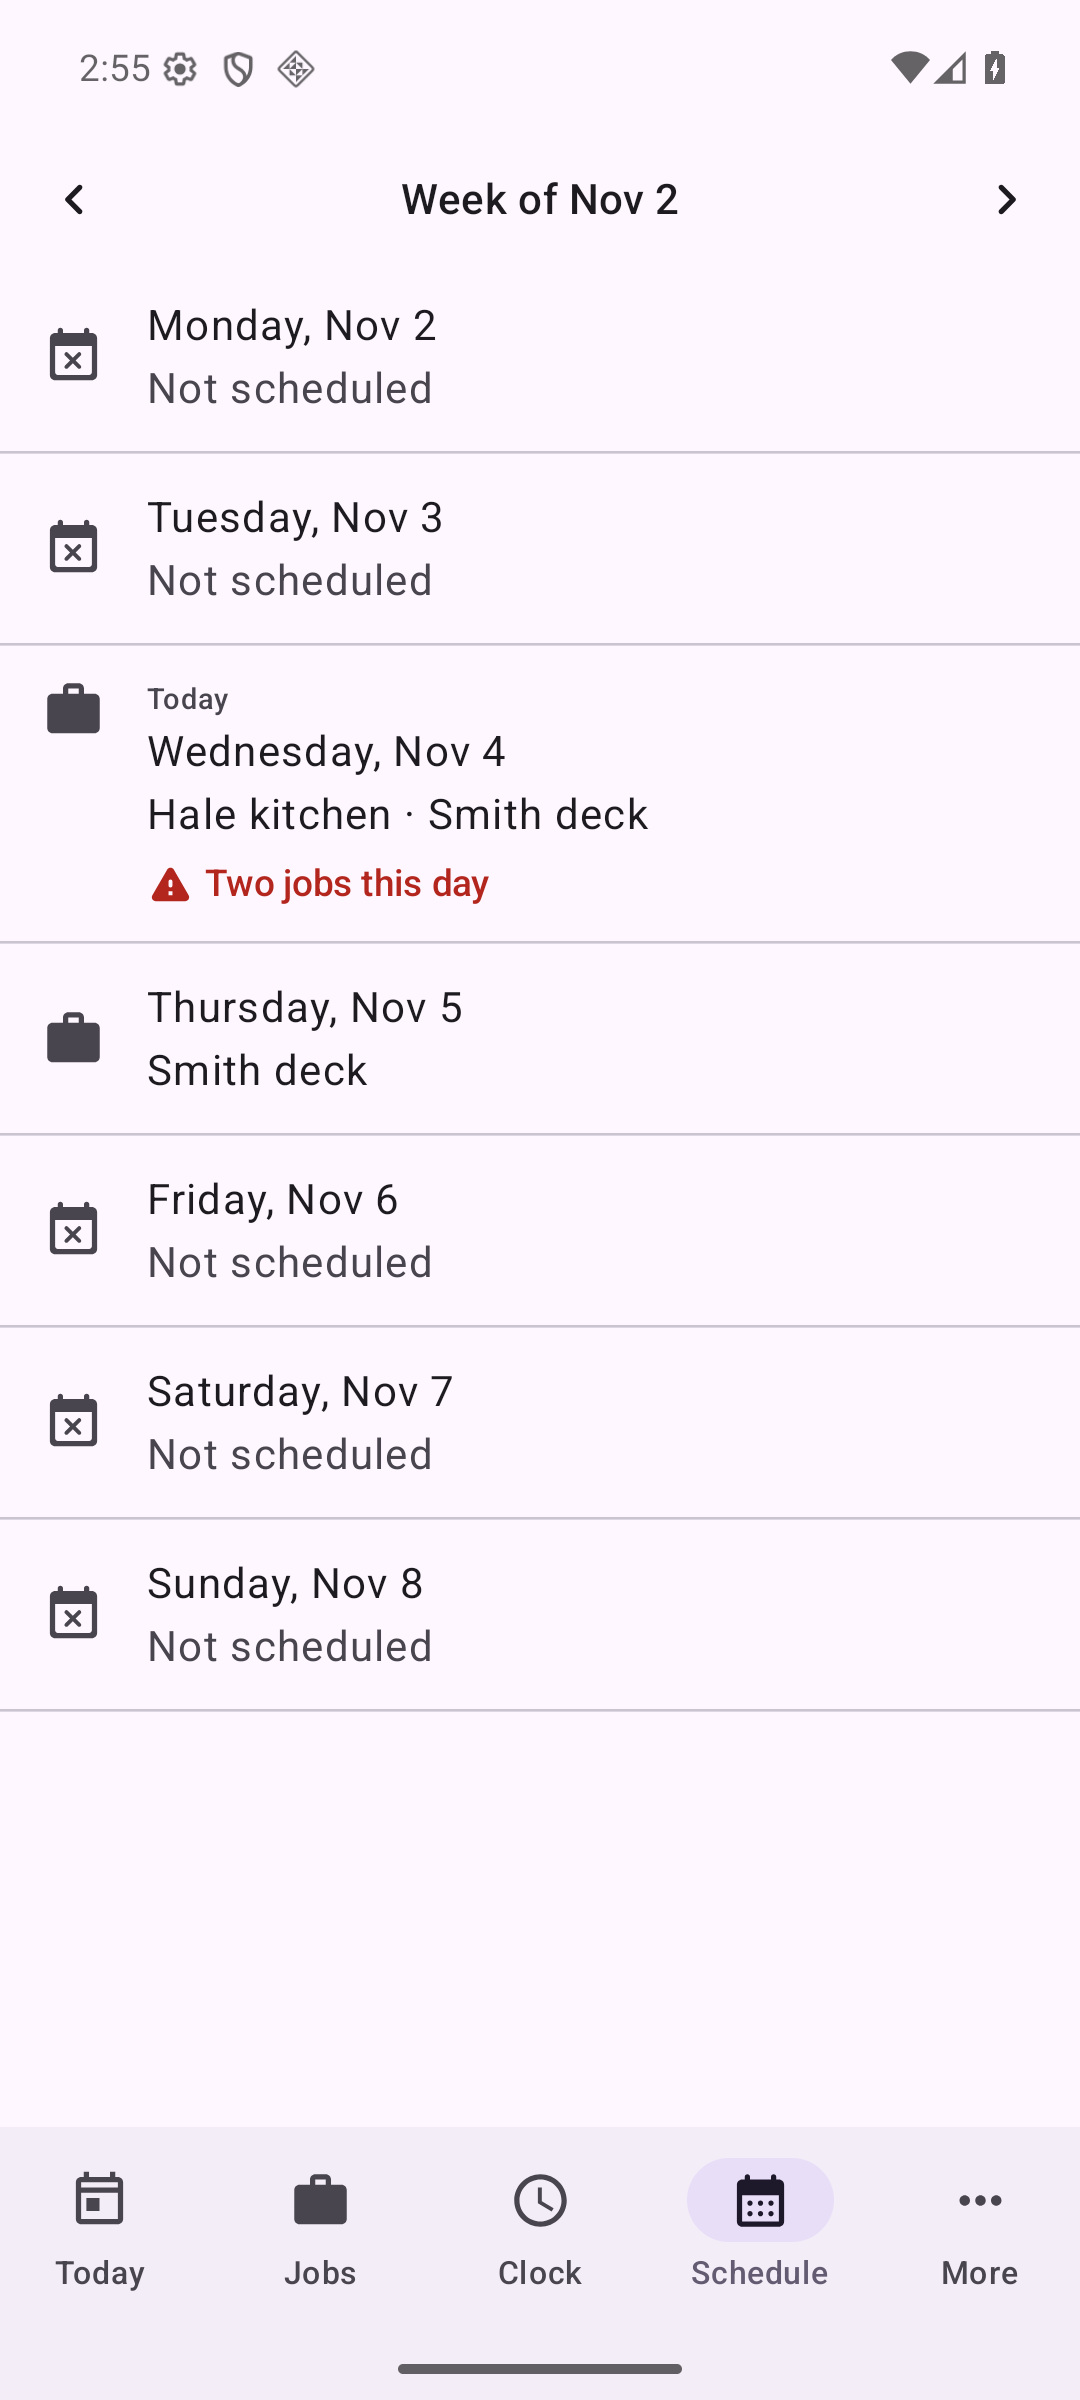 2:55
Week of Nov 2
Monday, Nov 2
Not scheduled
Tuesday, Nov 3
Not scheduled
Today
Wednesday, Nov 4
Hale kitchen · Smith deck
Two jobs this day
Thursday, Nov 5
Smith deck
Friday, Nov 6
Not scheduled
Saturday, Nov 7
Not scheduled
Sunday, Nov 8
Not scheduled
Today Jobs Clock Schedule More